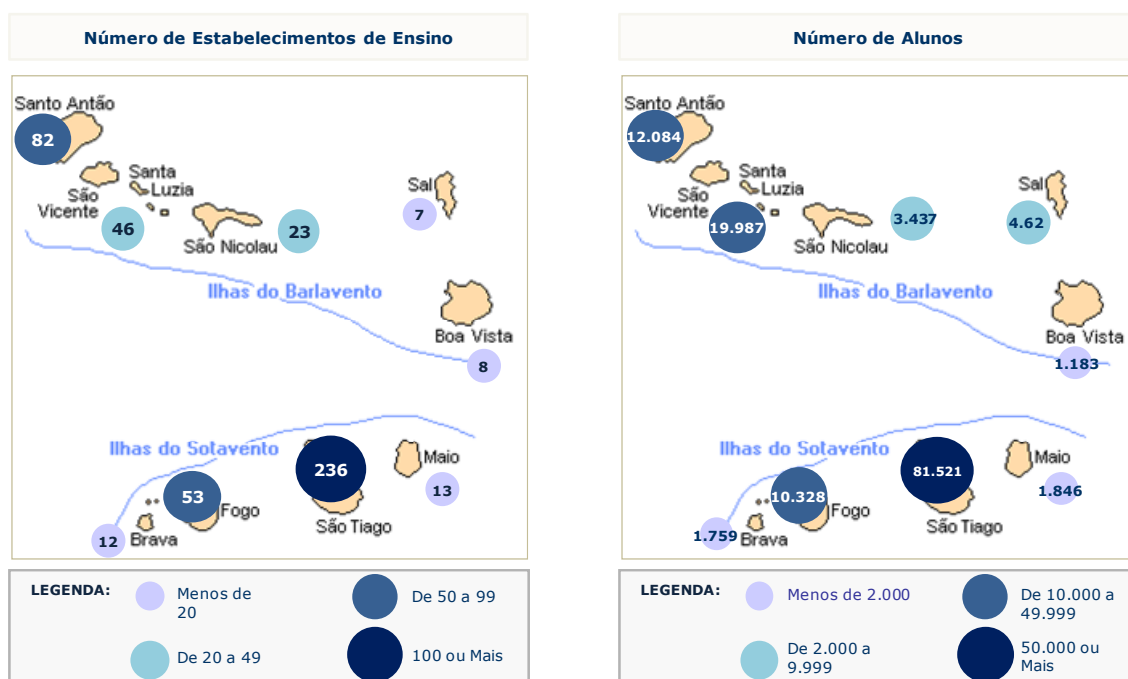 Número de Estabelecimentos de Ensino
Santo Antão
82
Santa
Luzia
São
Vicente
46
São Nicolau
23
Sal
7
Ilhas do Barlavento
Boa Vista
8
Ilhas do Sotavento
236
Maio
13
53
Fogo
São Tiago
12
Brava
LEGENDA:
Menos de
20
De 50 a 99
De 20 a 49
100 ou Mais
Número de Alunos
Santo Antão
12.084
Santa
Luzia
São
Vicente
19.987
São Nicolau
3.437
Sal
4.62
Ilhas do Barlavento
Boa Vista
1.183
Ilhas do Sotavento
81.521
Maio
1.846
10.328
Fogo
São Tiago
1.759
Brava
LEGENDA:
Menos de 2.000
De 10.000 a
49.999
De 2.000 a
9.999
50.000 ou
Mais